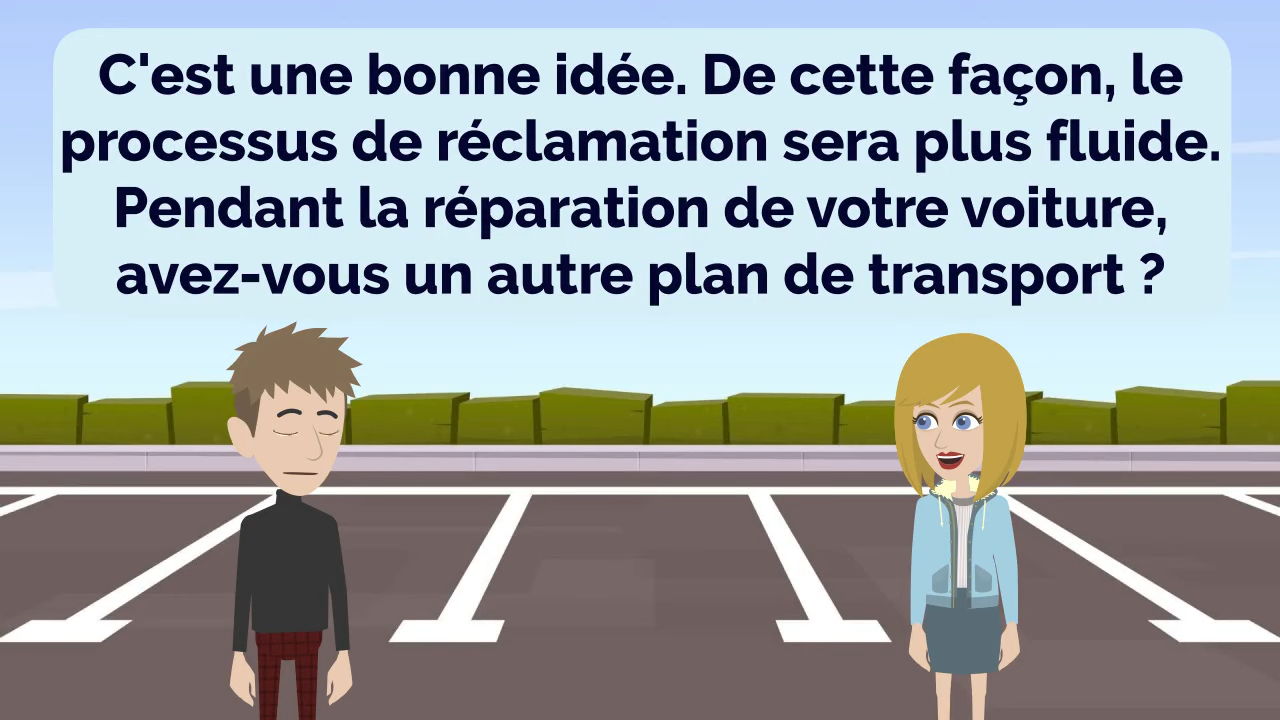 C'est une bonne idée. De cette façon, le
processus de réclamation sera plus fluide.
Pendant la réparation de votre voiture,
avez-vous un autre plan de transport ?